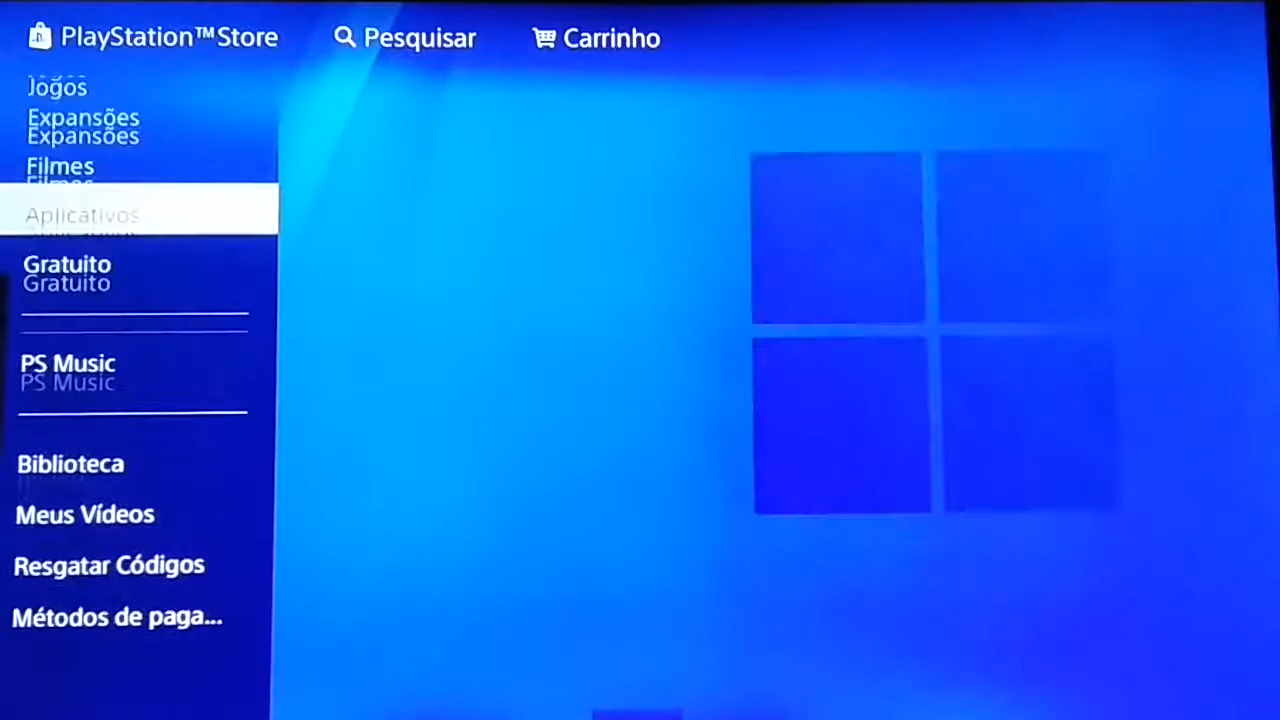 PlayStation™Store
Pesquisar
Carrinho
Jogos
Expansões
Expansões
Filmes
Filmes
Aplicativos
Gratuito
Gratuito
PS Music
PS Music
Biblioteca
Meus Vídeos
Resgatar Códigos
Métodos de paga...